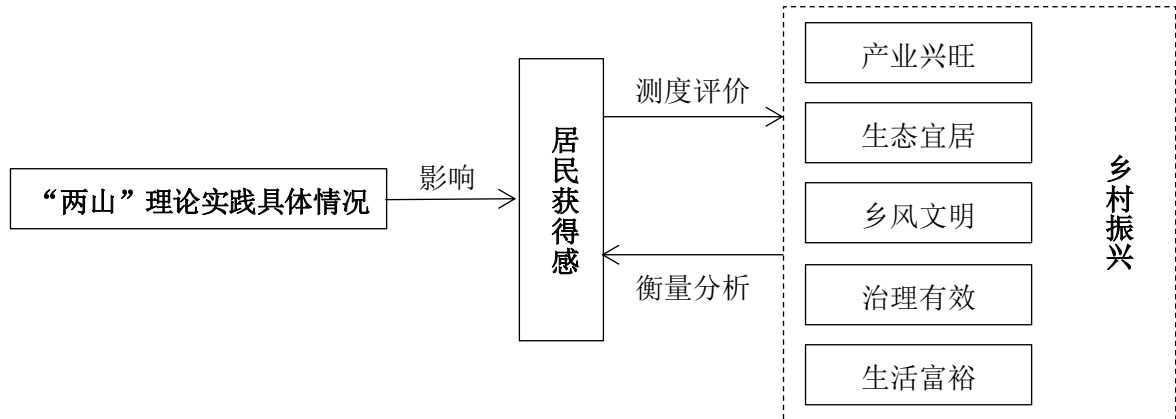 “两山”理论实践具体情况
影响
居民获得感
测度评价
衡量分析
产业兴旺
生态宜居
乡风文明
治理有效
生活富裕
乡村振兴